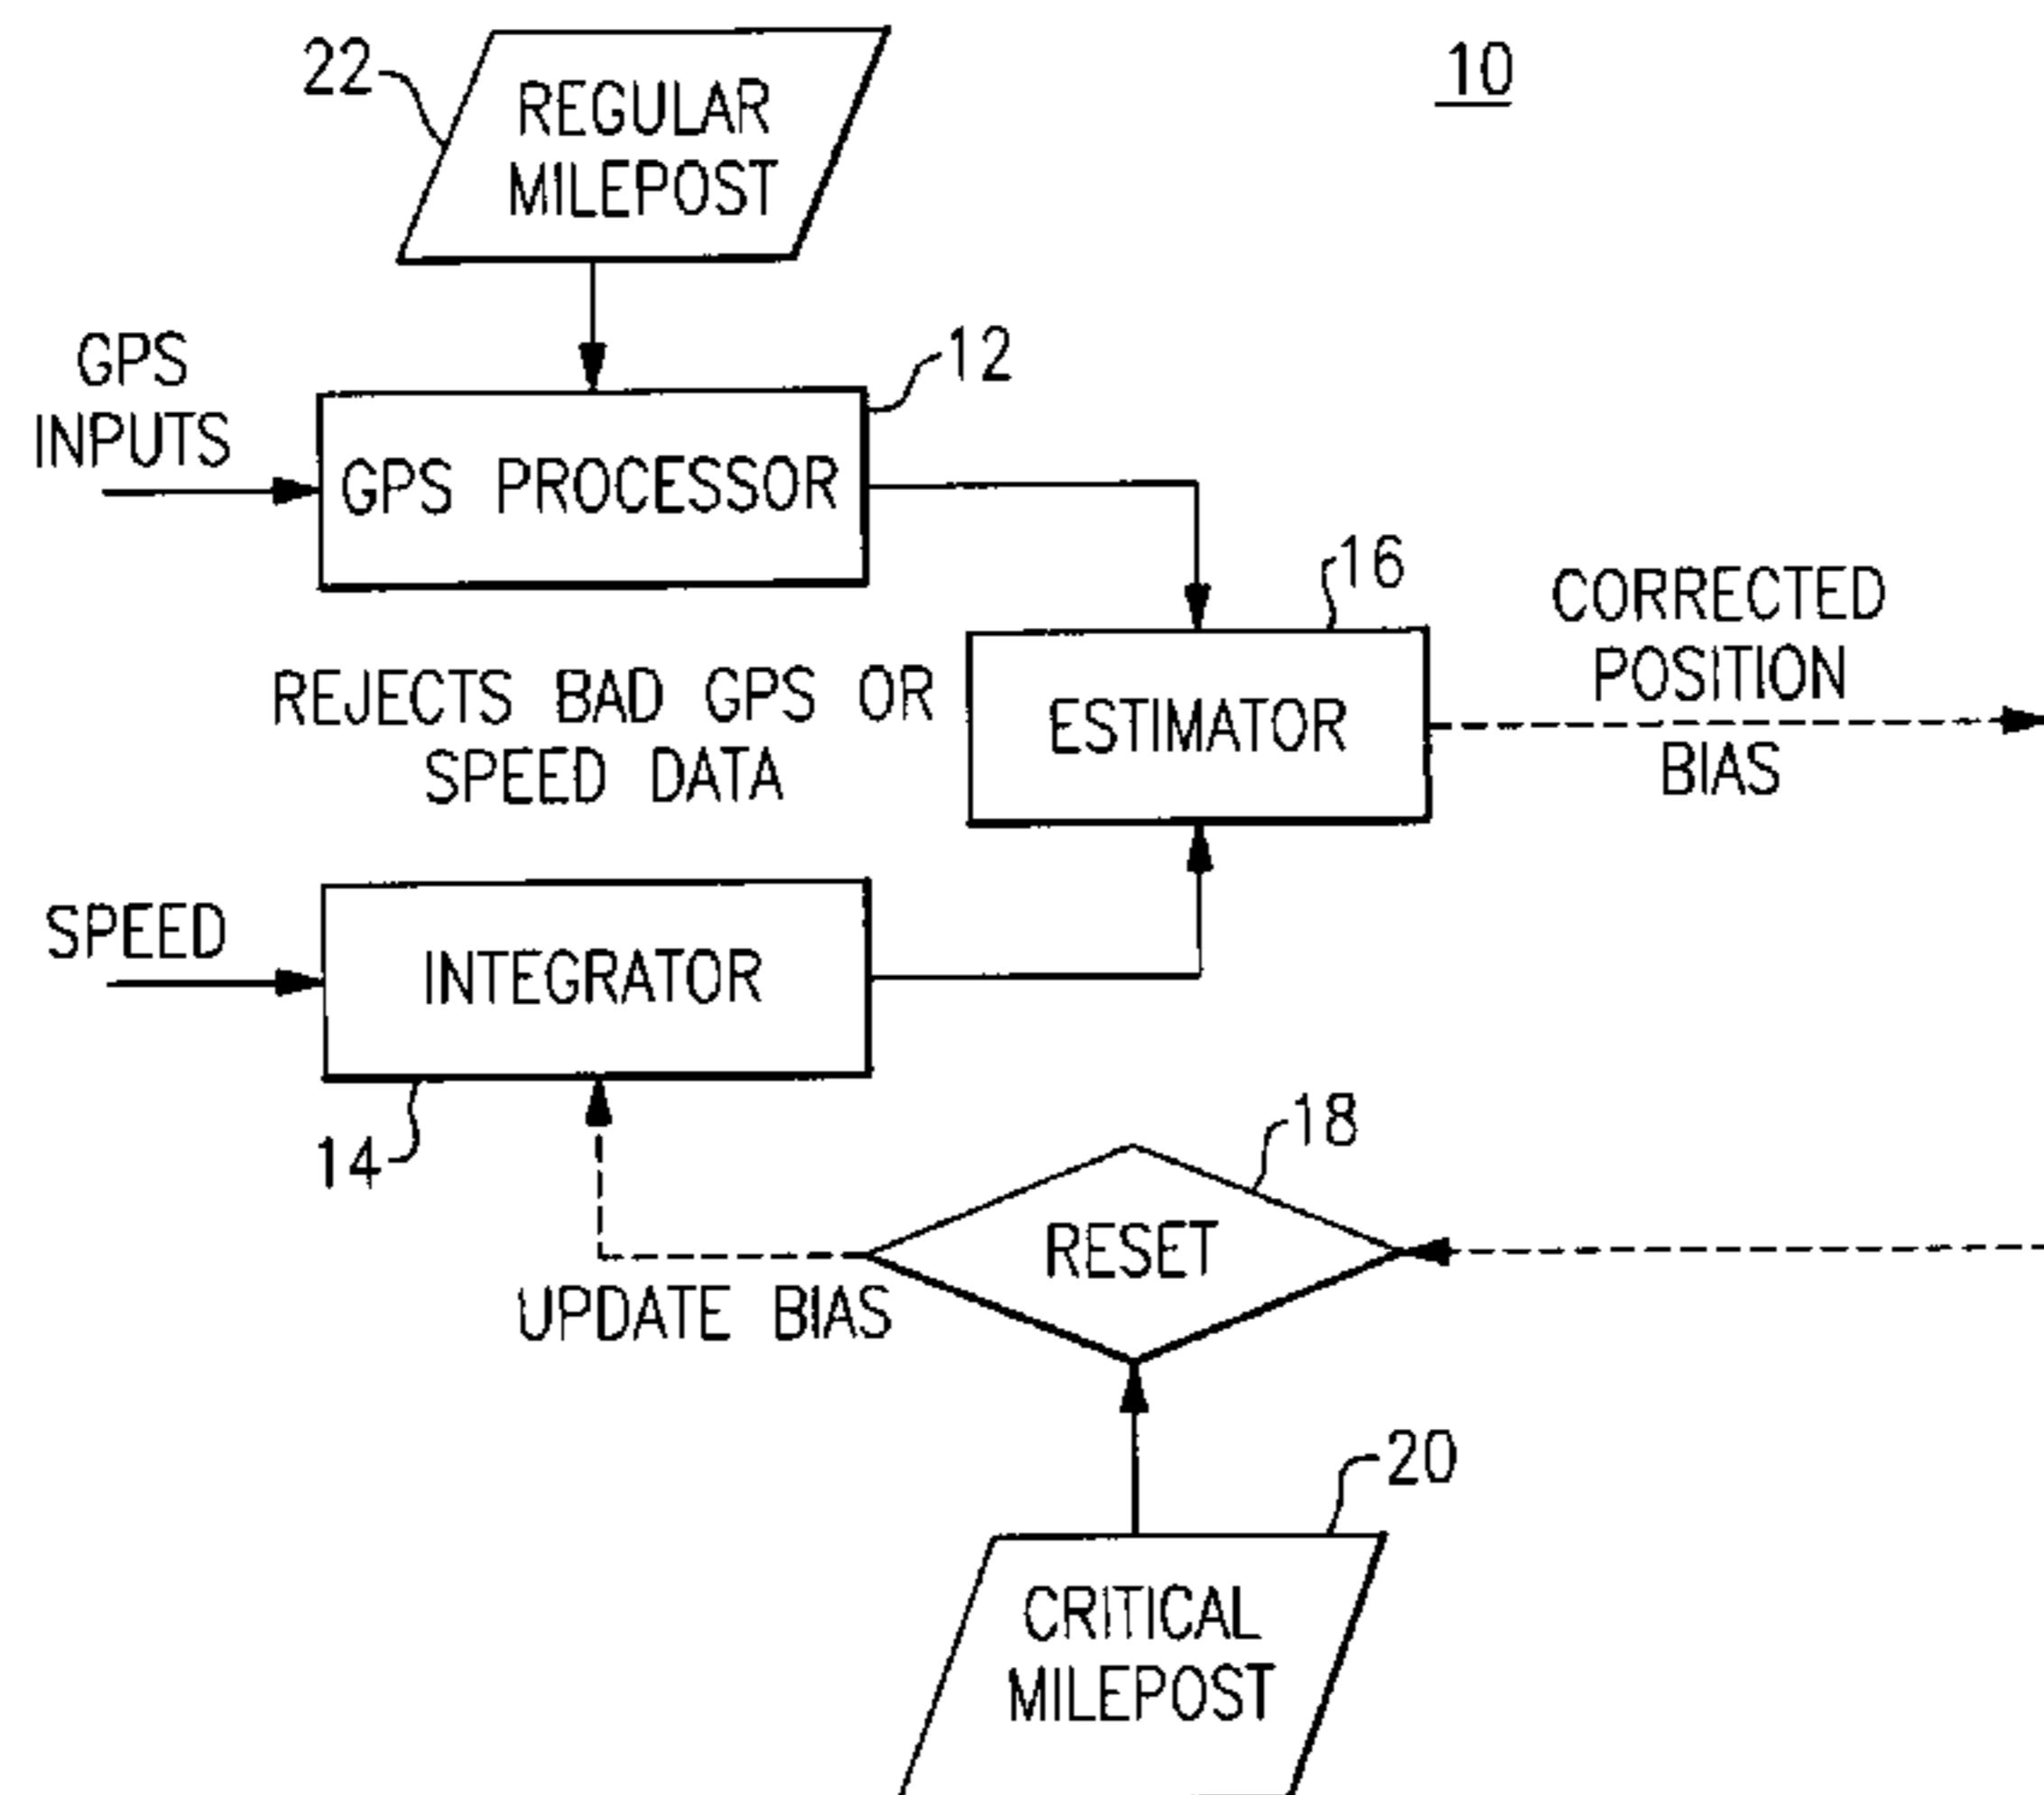 22
REGULAR
MILEPOST
10
GPS
INPUTS
12
GPS PROCESSOR
16
CORRECTED
POSITION
BIAS
REJECTS BAD GPS OR
SPEED DATA
ESTIMATOR
SPEED
INTEGRATOR
14
18
RESET
UPDATE BIAS
20
CRITICAL
MILEPOST